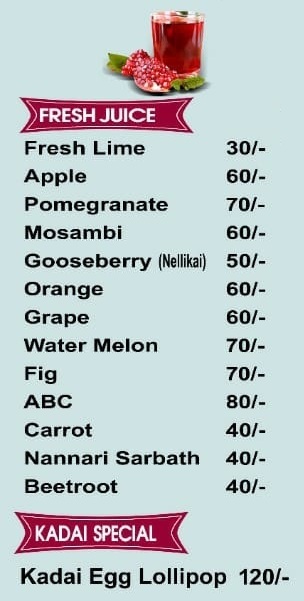 FRESH JUICE
Fresh Lime 30/-
Apple 60/-
Pomegranate 70/-
Mosambi 60/-
Gooseberry (Nellikai) 50/-
Orange 60/-
Grape 60/-
Water Melon 70/-
Fig 70/-
ABC 80/-
Carrot 40/-
Nannari Sarbath 40/-
Beetroot 40/-
KADAI SPECIAL
Kadai Egg Lollipop 120/-